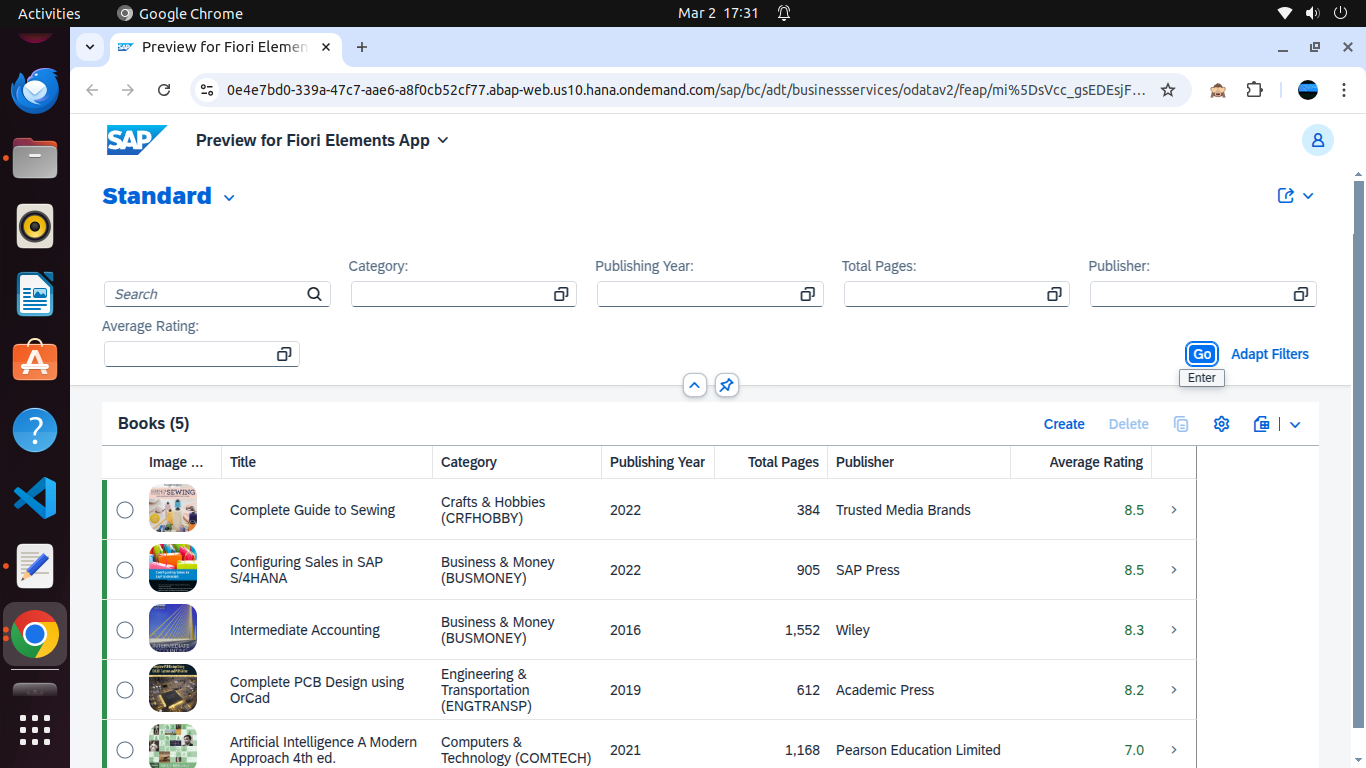 Activities
Google Chrome
Mar 2 17:31
Preview for Fiori Elemen
0e4e7bd0-339a-47c7-aae6-a8f0cb52cf77.abap-web.us10.hana.ondemand.com/sap/bc/adt/businessservices/odatav2/feap/mi%5DsVcc_gsEDEsjF...
SAP
Preview for Fiori Elements App
Standard
Category:
Publishing Year:
Total Pages:
Publisher:
Search
Average Rating:
Go
Adapt Filters
Enter
Books (5)
Create
Delete
Image ...
Title
Category
Publishing Year
Total Pages
Publisher
Average Rating
SEWING
Complete Guide to Sewing
Crafts & Hobbies
(CRFHOBBY)
2022
384
Trusted Media Brands
8.5
Configuring Sales in SAP
S/4HANA
Business & Money
(BUSMONEY)
2022
905
SAP Press
8.5
INTERMEDIATE
Intermediate Accounting
Business & Money
(BUSMONEY)
2016
1,552
Wiley
8.3
Complete PCB Design using
OrCad
Engineering &
Transportation
(ENGTRANSP)
2019
612
Academic Press
8.2
Artificial Intelligence A Modern
Approach 4th ed.
Computers &
Technology (COMTECH)
2021
1,168
Pearson Education Limited
7.0